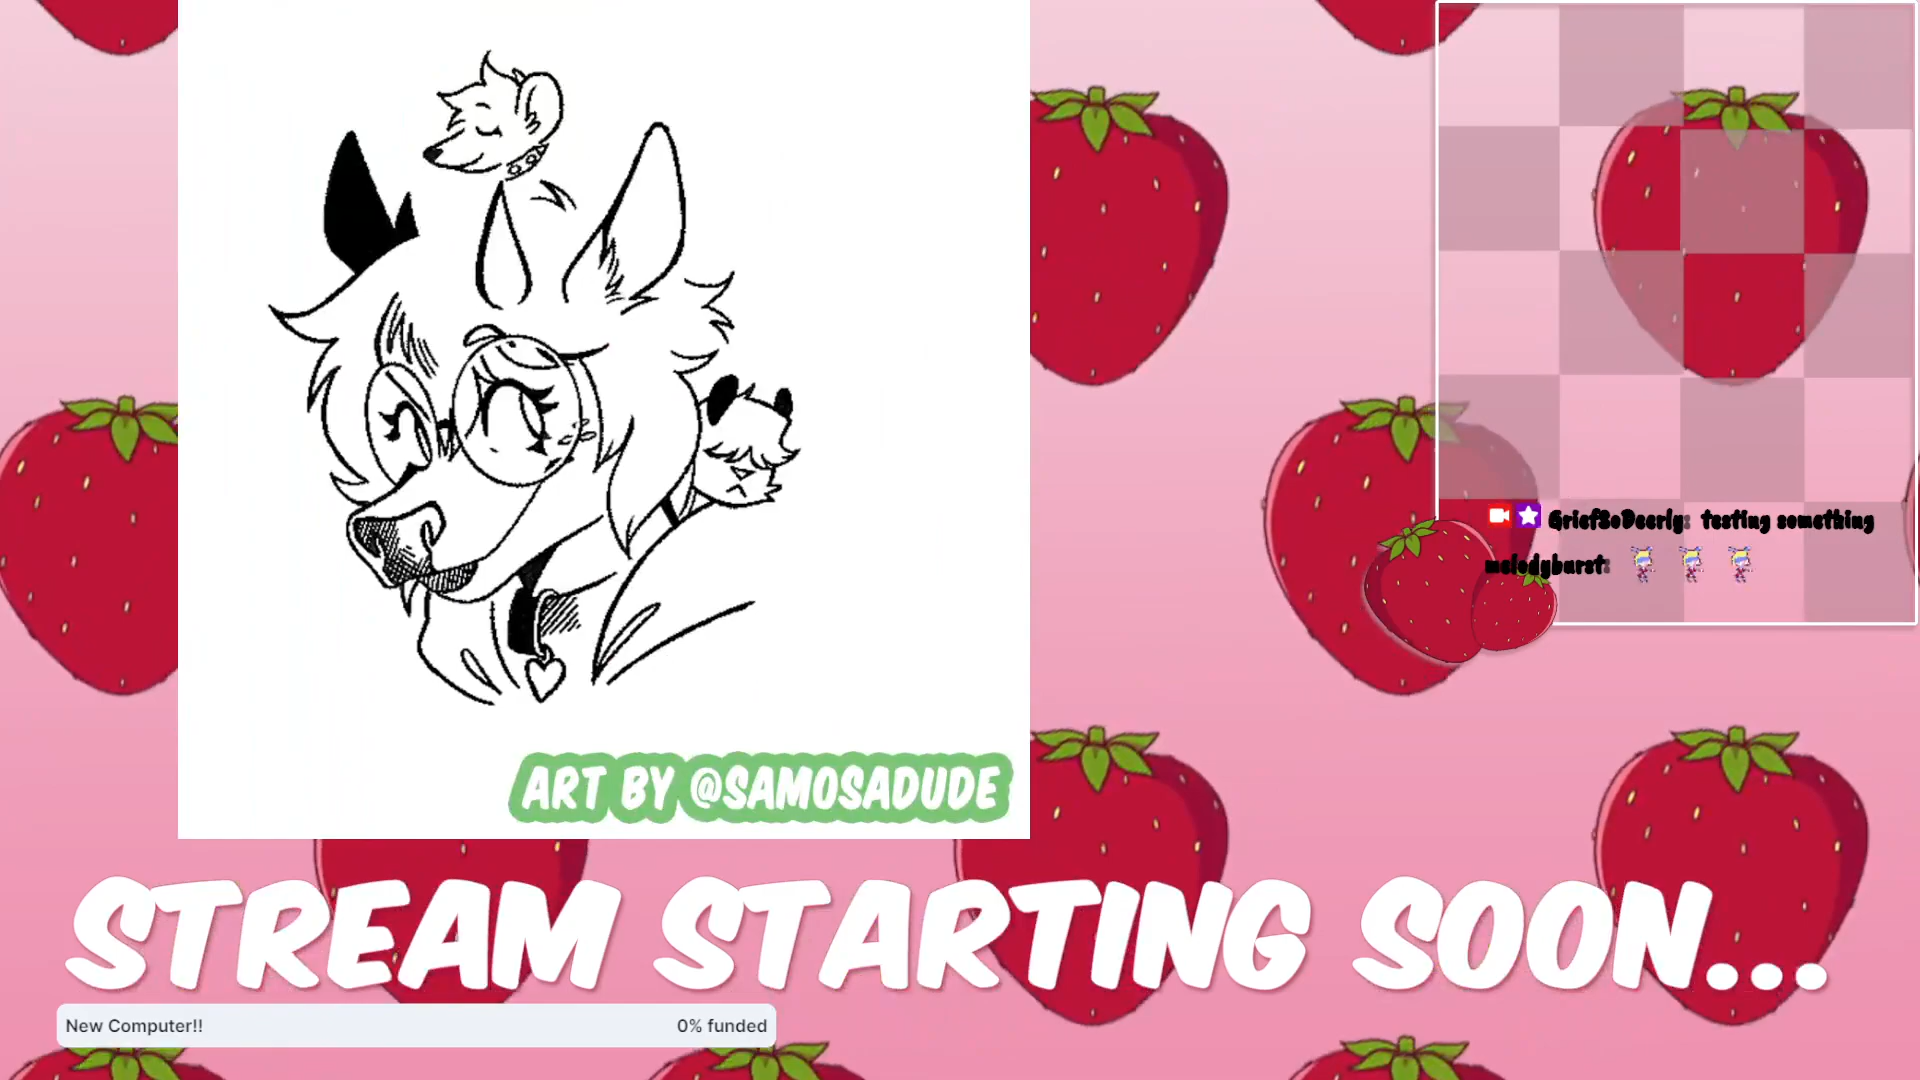 GriefSoDeerly: testing something
melodyburst:
ART BY @SAMOSADUDE
STREAM STARTING SOON...
New Computer!! 0% funded